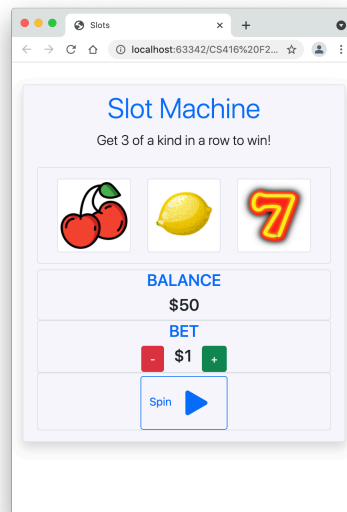 Slots
localhost:63342/CS416%20F2...
Slot Machine
Get 3 of a kind in a row to win!
7
BALANCE
$50
BET
- $1 +
Spin